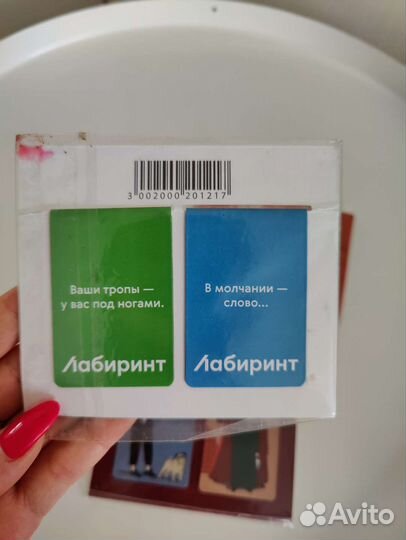 3 002000 201217
Ваши тропы —
у вас под ногами.
Лабиринт
В молчании —
слово...
Лабиринт
Avito